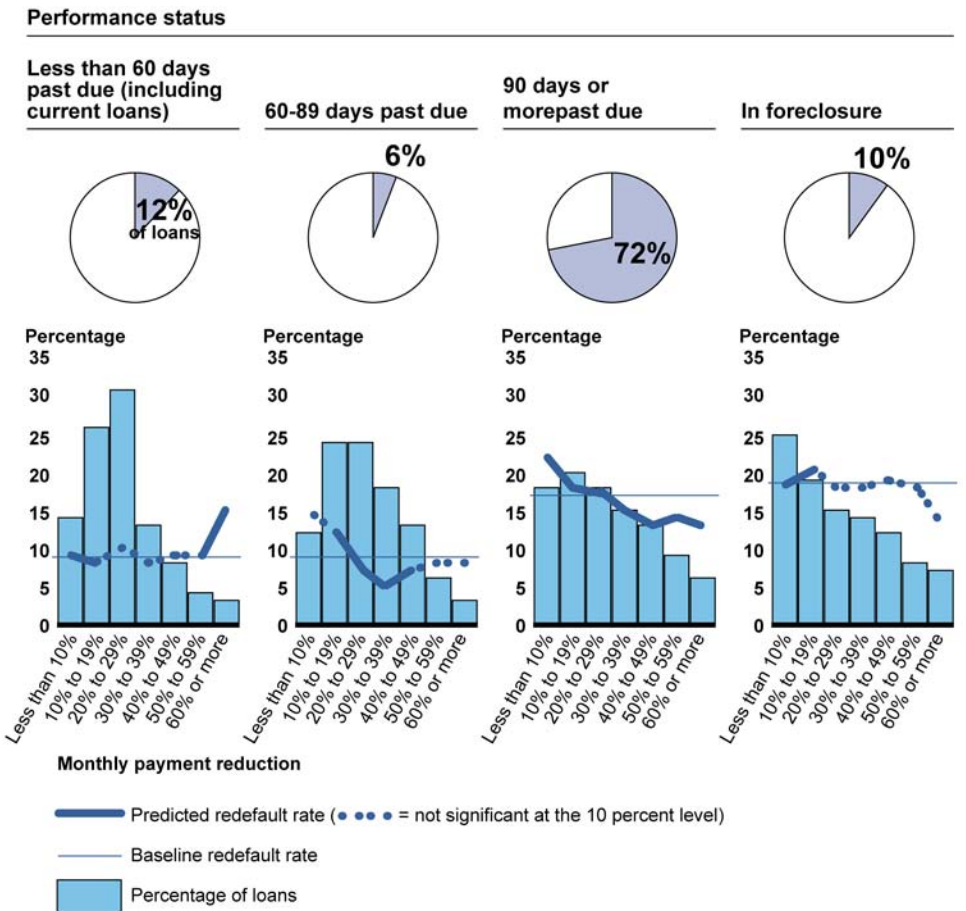 Performance status
Less than 60 days
past due (including
current loans)
60-89 days past due
90 days or
morepast due
In foreclosure
12%
of loans
6%
72%
10%
Percentage
35
30
25
20
15
10
5
0
Less than 10%
10% to 19%
20% to 29%
30% to 39%
40% to 49%
50% to 59%
60% or more
Percentage
35
30
25
20
15
10
5
0
Less than 10%
10% to 19%
20% to 29%
30% to 39%
40% to 49%
50% to 59%
60% or more
Percentage
35
30
25
20
15
10
5
0
Less than 10%
10% to 19%
20% to 29%
30% to 39%
40% to 49%
50% to 59%
60% or more
Percentage
35
30
25
20
15
10
5
0
Less than 10%
10% to 19%
20% to 29%
30% to 39%
40% to 49%
50% to 59%
60% or more
Monthly payment reduction
Predicted redefault rate ( = not significant at the 10 percent level)
Baseline redefault rate
Percentage of loans